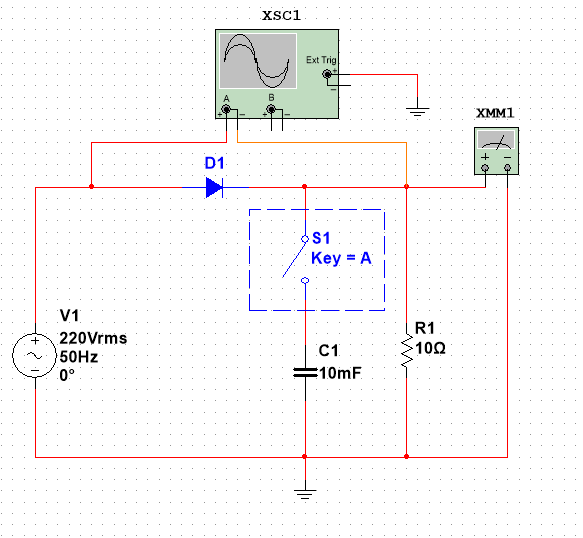 XSC1
Ext Trig
+
−
A
B
+ − + −
XMM1
+ −
D1
S1
Key = A
V1
220Vrms
50Hz
0°
+
−
C1
10mF
R1
10Ω